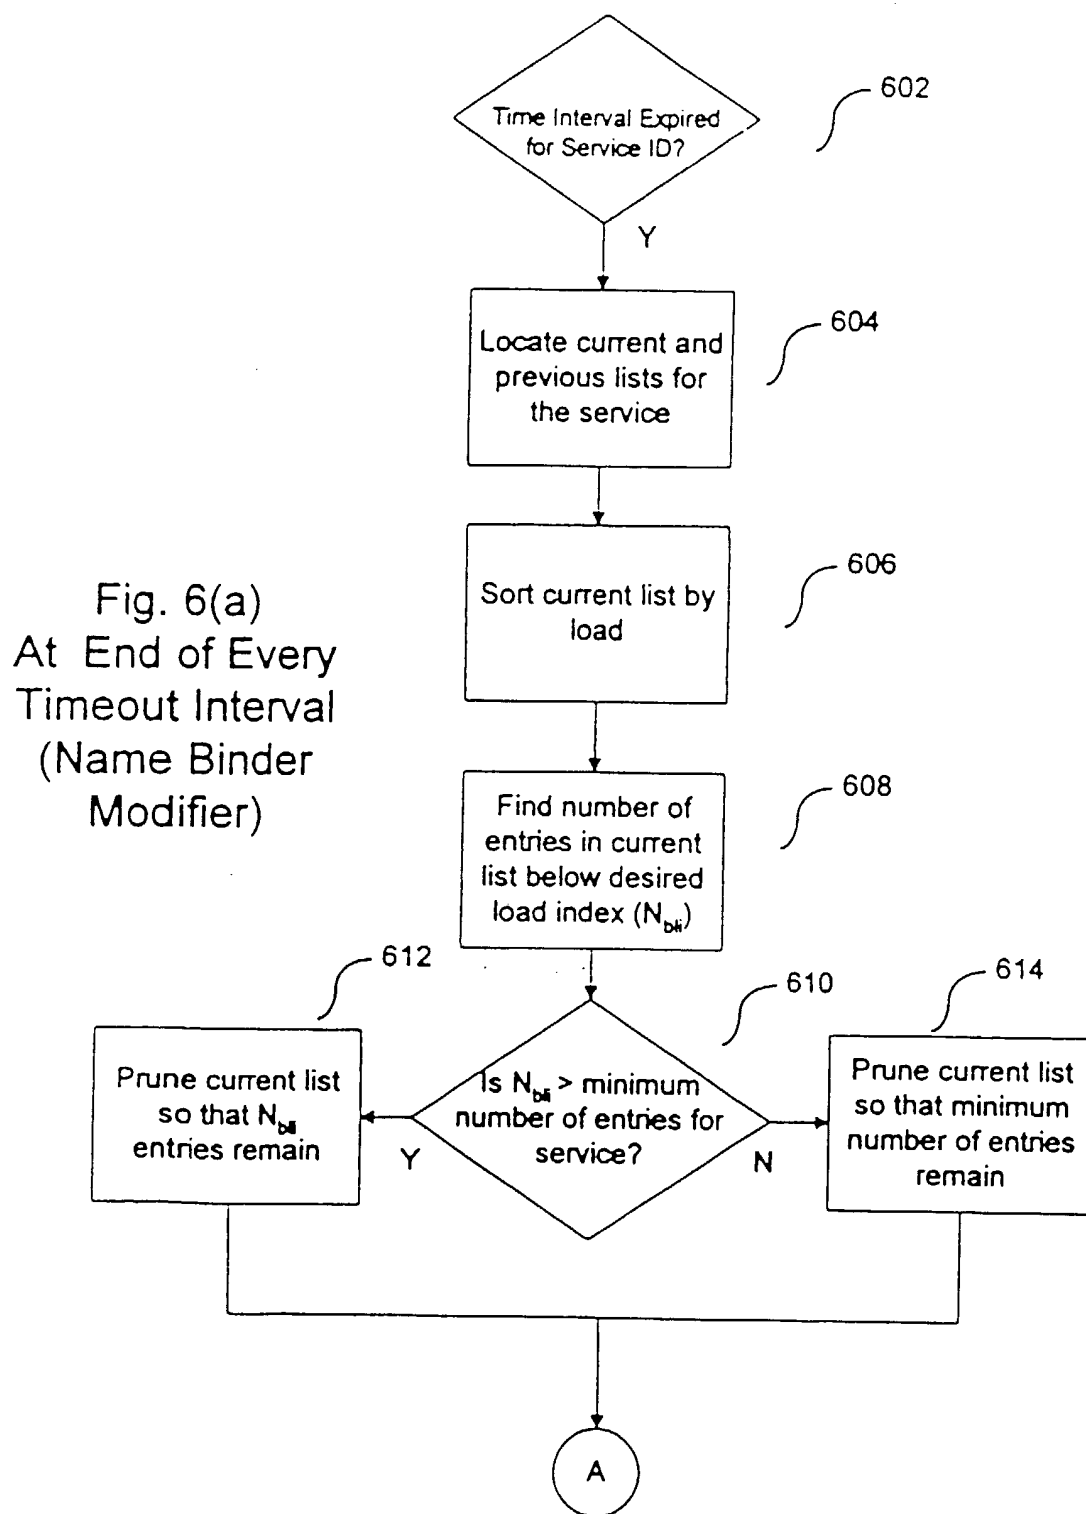 Time Interval Expired
for Service ID?
602
Y
Locate current and
previous lists for
the service
604
Sort current list by
load
606
Fig. 6(a)
At End of Every
Timeout Interval
(Name Binder
Modifier)
Find number of
entries in current
list below desired
load index (N_bli)
608
612
610
614
Prune current list
so that N_bli
entries remain
Is N_bli > minimum
number of entries for
service?
Y
N
Prune current list
so that minimum
number of entries
remain
A